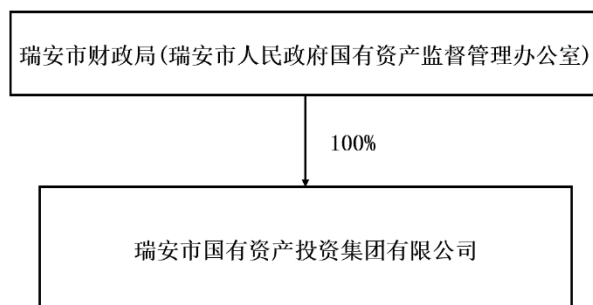 瑞安市财政局(瑞安市人民政府国有资产监督管理办公室)
100%
瑞安市国有资产投资集团有限公司